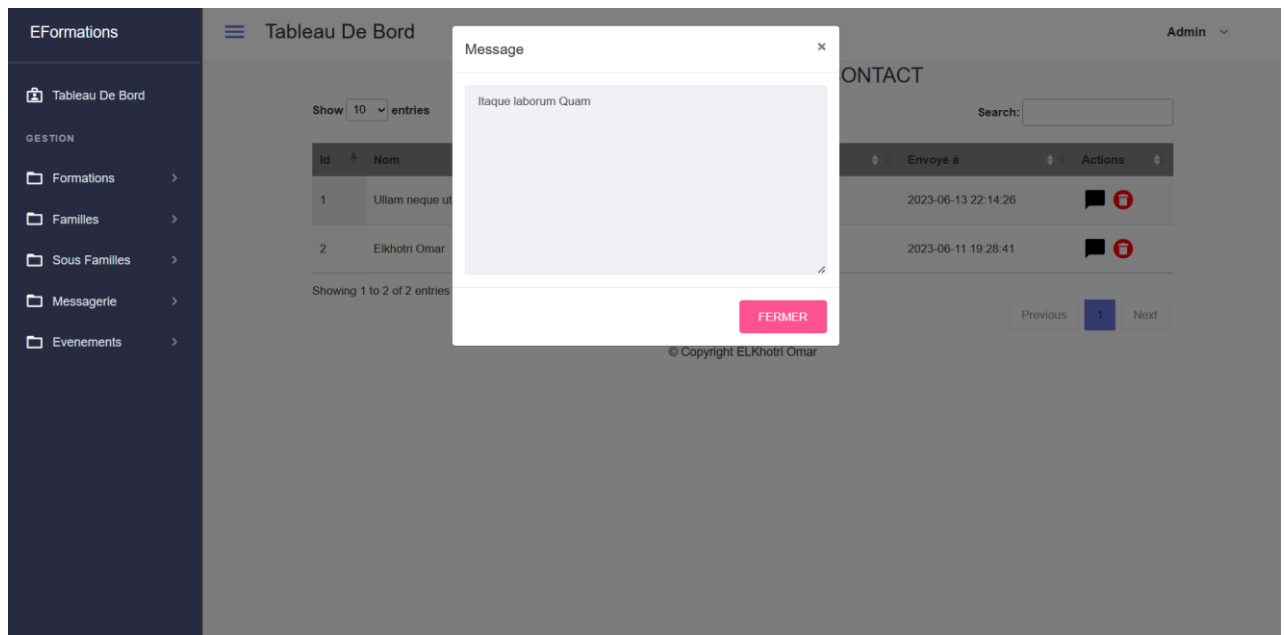 EFormations
Tableau De Bord
GESTION
Formations
Familles
Sous Familles
Messagerie
Evenements
Tableau De Bord
Admin
Message ×
Itaque laborum Quam
FERMER
ONTACT
Show 10 entries
Search:
Id Nom Envoyé à Actions
1 Ullam neque ut 2023-06-13 22:14:26
2 Elkhotri Omar 2023-06-11 19:28:41
Showing 1 to 2 of 2 entries
Previous 1 Next
© Copyright ELKhotri Omar